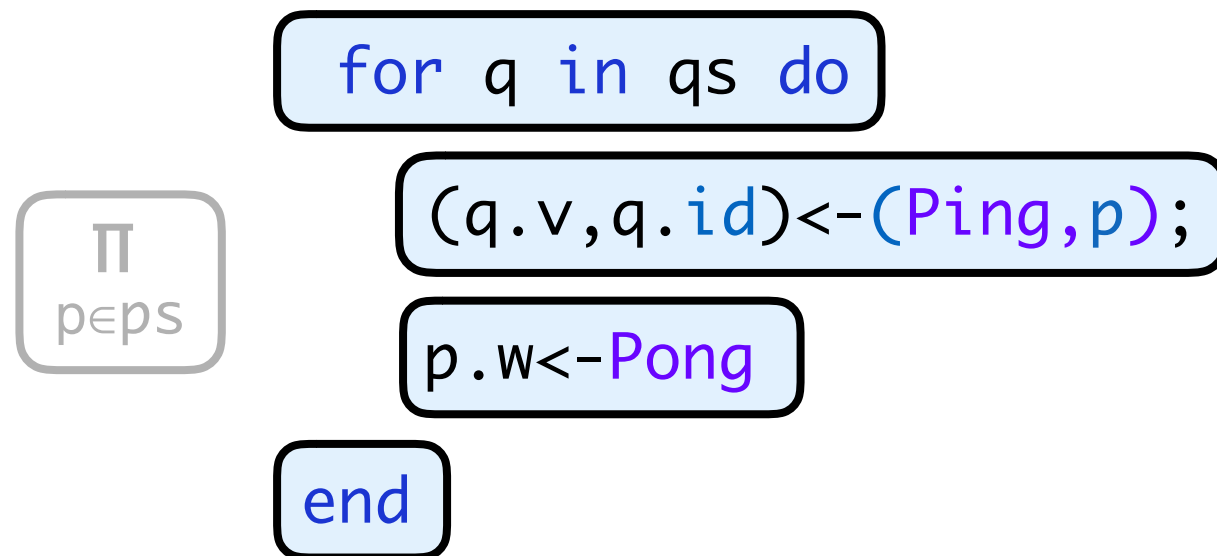 for q in qs do
(q.v,q.id)<-(Ping,p);
Π
p∈ps
p.w<-Pong
end